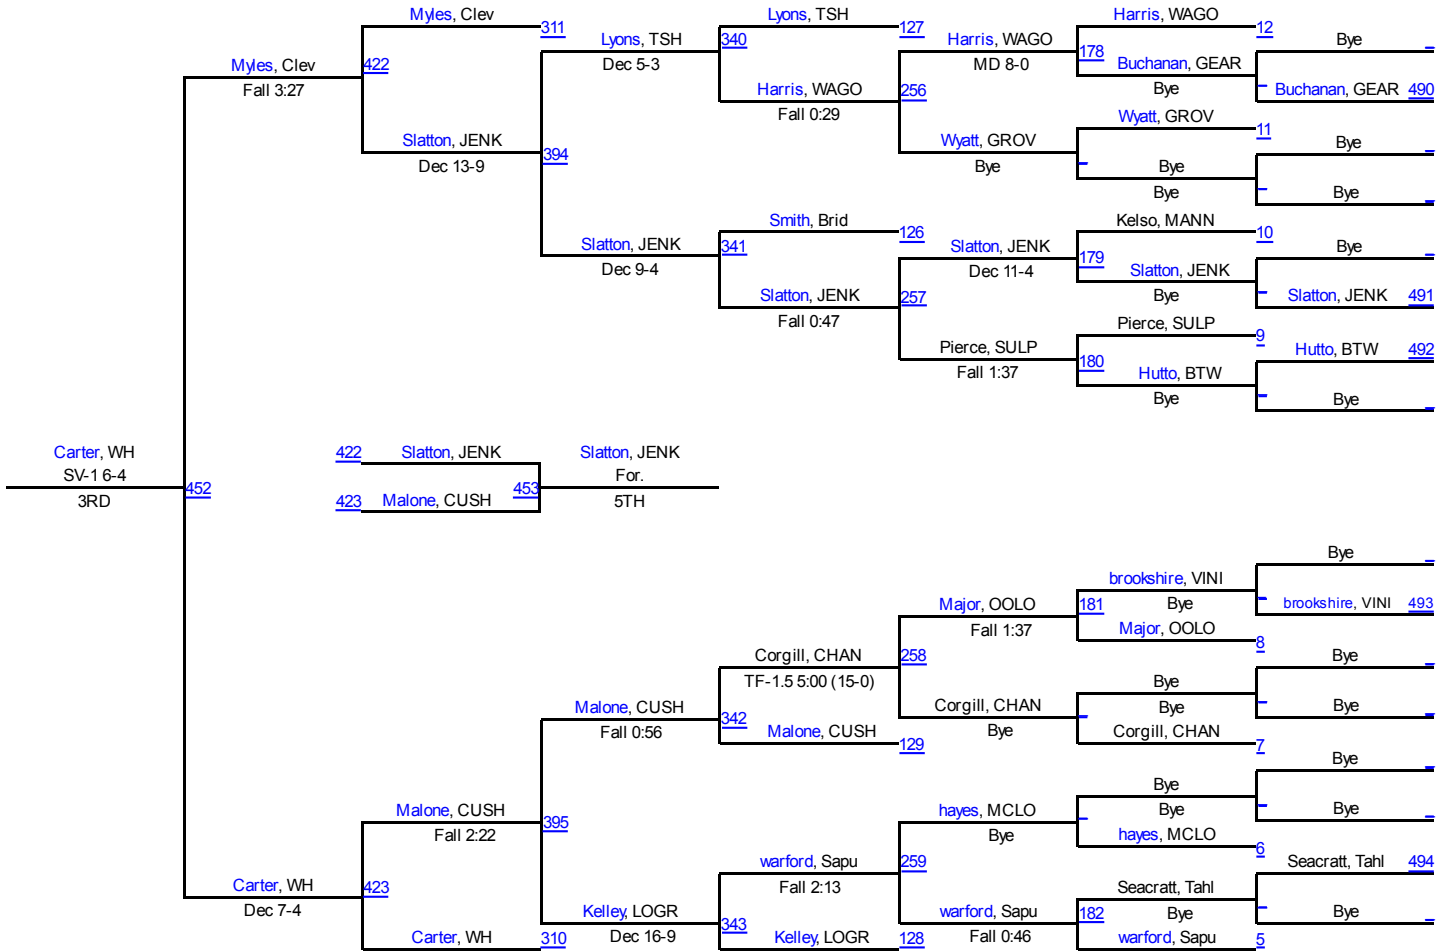 Myles, Clev
311
Lyons, TSH
127
Harris, WAGO
12
Bye
Lyons, TSH
340
Harris, WAGO
178
Dec 5-3
MD 8-0
Myles, Clev
422
Buchanan, GEAR
Fall 3:27
Harris, WAGO
256
Bye
Buchanan, GEAR 490
Fall 0:29
Wyatt, GROV
11
Slatton, JENK
394
Wyatt, GROV
Bye
Dec 13-9
Bye
Bye
Bye
Bye
Smith, Brid
126
Kelso, MANN
10
Slatton, JENK
341
Slatton, JENK
179
Bye
Dec 9-4
Dec 11-4
Slatton, JENK
Slatton, JENK
257
Bye
Slatton, JENK 491
Fall 0:47
Pierce, SULP
9
Pierce, SULP
180
Hutto, BTW 492
Fall 1:37
Hutto, BTW
Bye
Bye
Carter, WH
422
Slatton, JENK
Slatton, JENK
SV-1 6-4
452
453
For.
3RD
423
Malone, CUSH
5TH
Bye
brookshire, VINI
Major, OOLO
181
Bye
brookshire, VINI 493
Fall 1:37
Major, OOLO
8
Corgill, CHAN
258
Bye
TF-1.5 5:00 (15-0)
Bye
Malone, CUSH
342
Corgill, CHAN
Bye
Bye
Fall 0:56
Malone, CUSH
129
Bye
Corgill, CHAN
7
Bye
Bye
Malone, CUSH
395
hayes, MCLO
Bye
Bye
Fall 2:22
Bye
hayes, MCLO
6
warford, Sapu
259
Seacratt, Tahl 494
Carter, WH
423
Fall 2:13
Seacratt, Tahl
Dec 7-4
Kelley, LOGR
343
warford, Sapu
182
Bye
Bye
Carter, WH
310
Dec 16-9
Kelley, LOGR
128
Fall 0:46
warford, Sapu
5